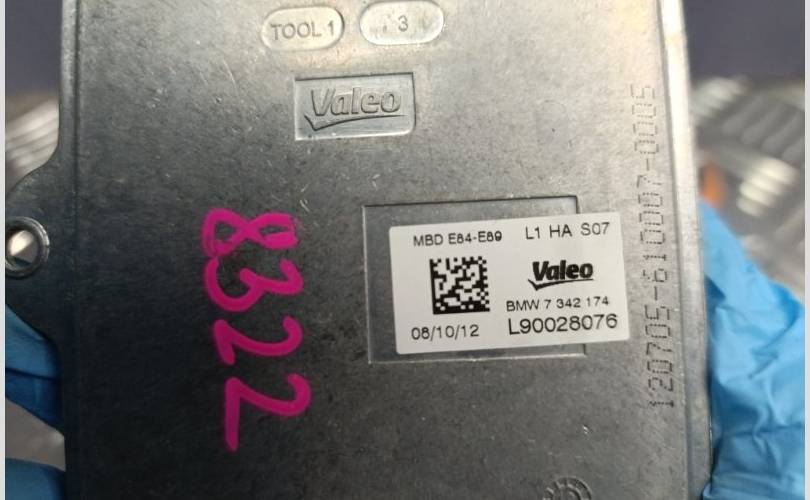 TOOL 1
3
Valeo
MBD E84-E89
L1 HA S07
Valeo
BMW 7 342 174
08/10/12
L90028076
8322
120705-610007-0005